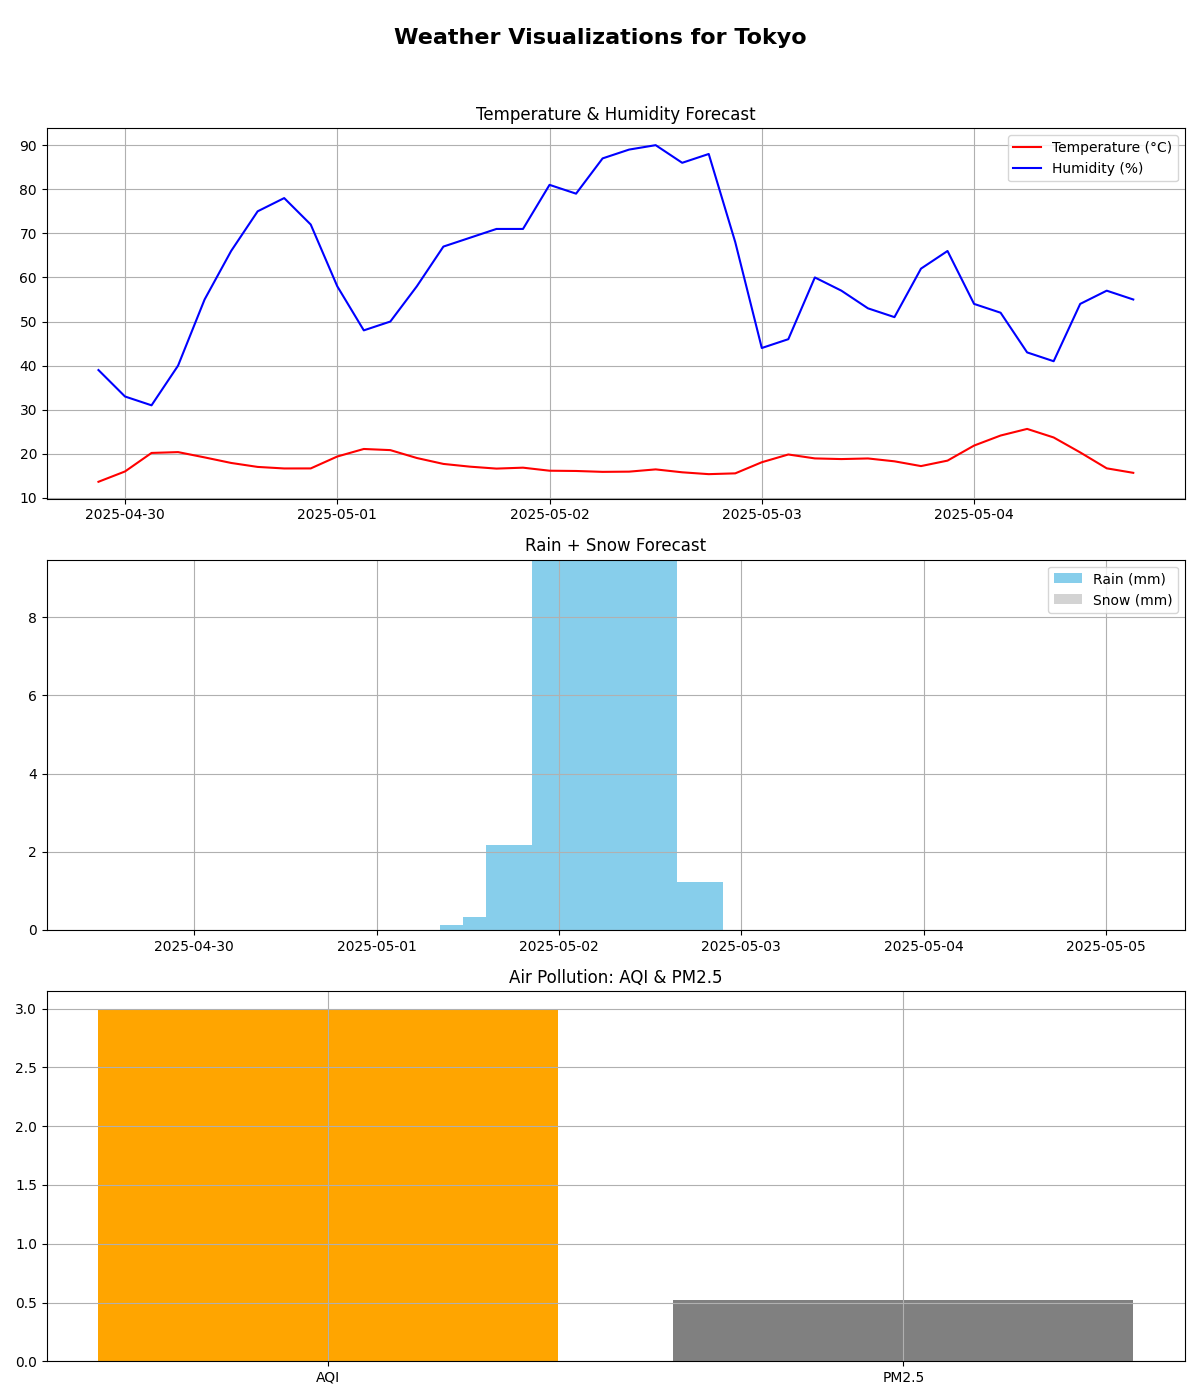 Weather Visualizations for Tokyo
Temperature & Humidity Forecast
90
80
70
60
50
40
30
20
10
Temperature (°C)
Humidity (%)
2025-04-30 2025-05-01 2025-05-02 2025-05-03 2025-05-04
Rain + Snow Forecast
8
6
4
2
0
Rain (mm)
Snow (mm)
2025-04-30 2025-05-01 2025-05-02 2025-05-03 2025-05-04 2025-05-05
Air Pollution: AQI & PM2.5
3.0
2.5
2.0
1.5
1.0
0.5
0.0
AQI PM2.5